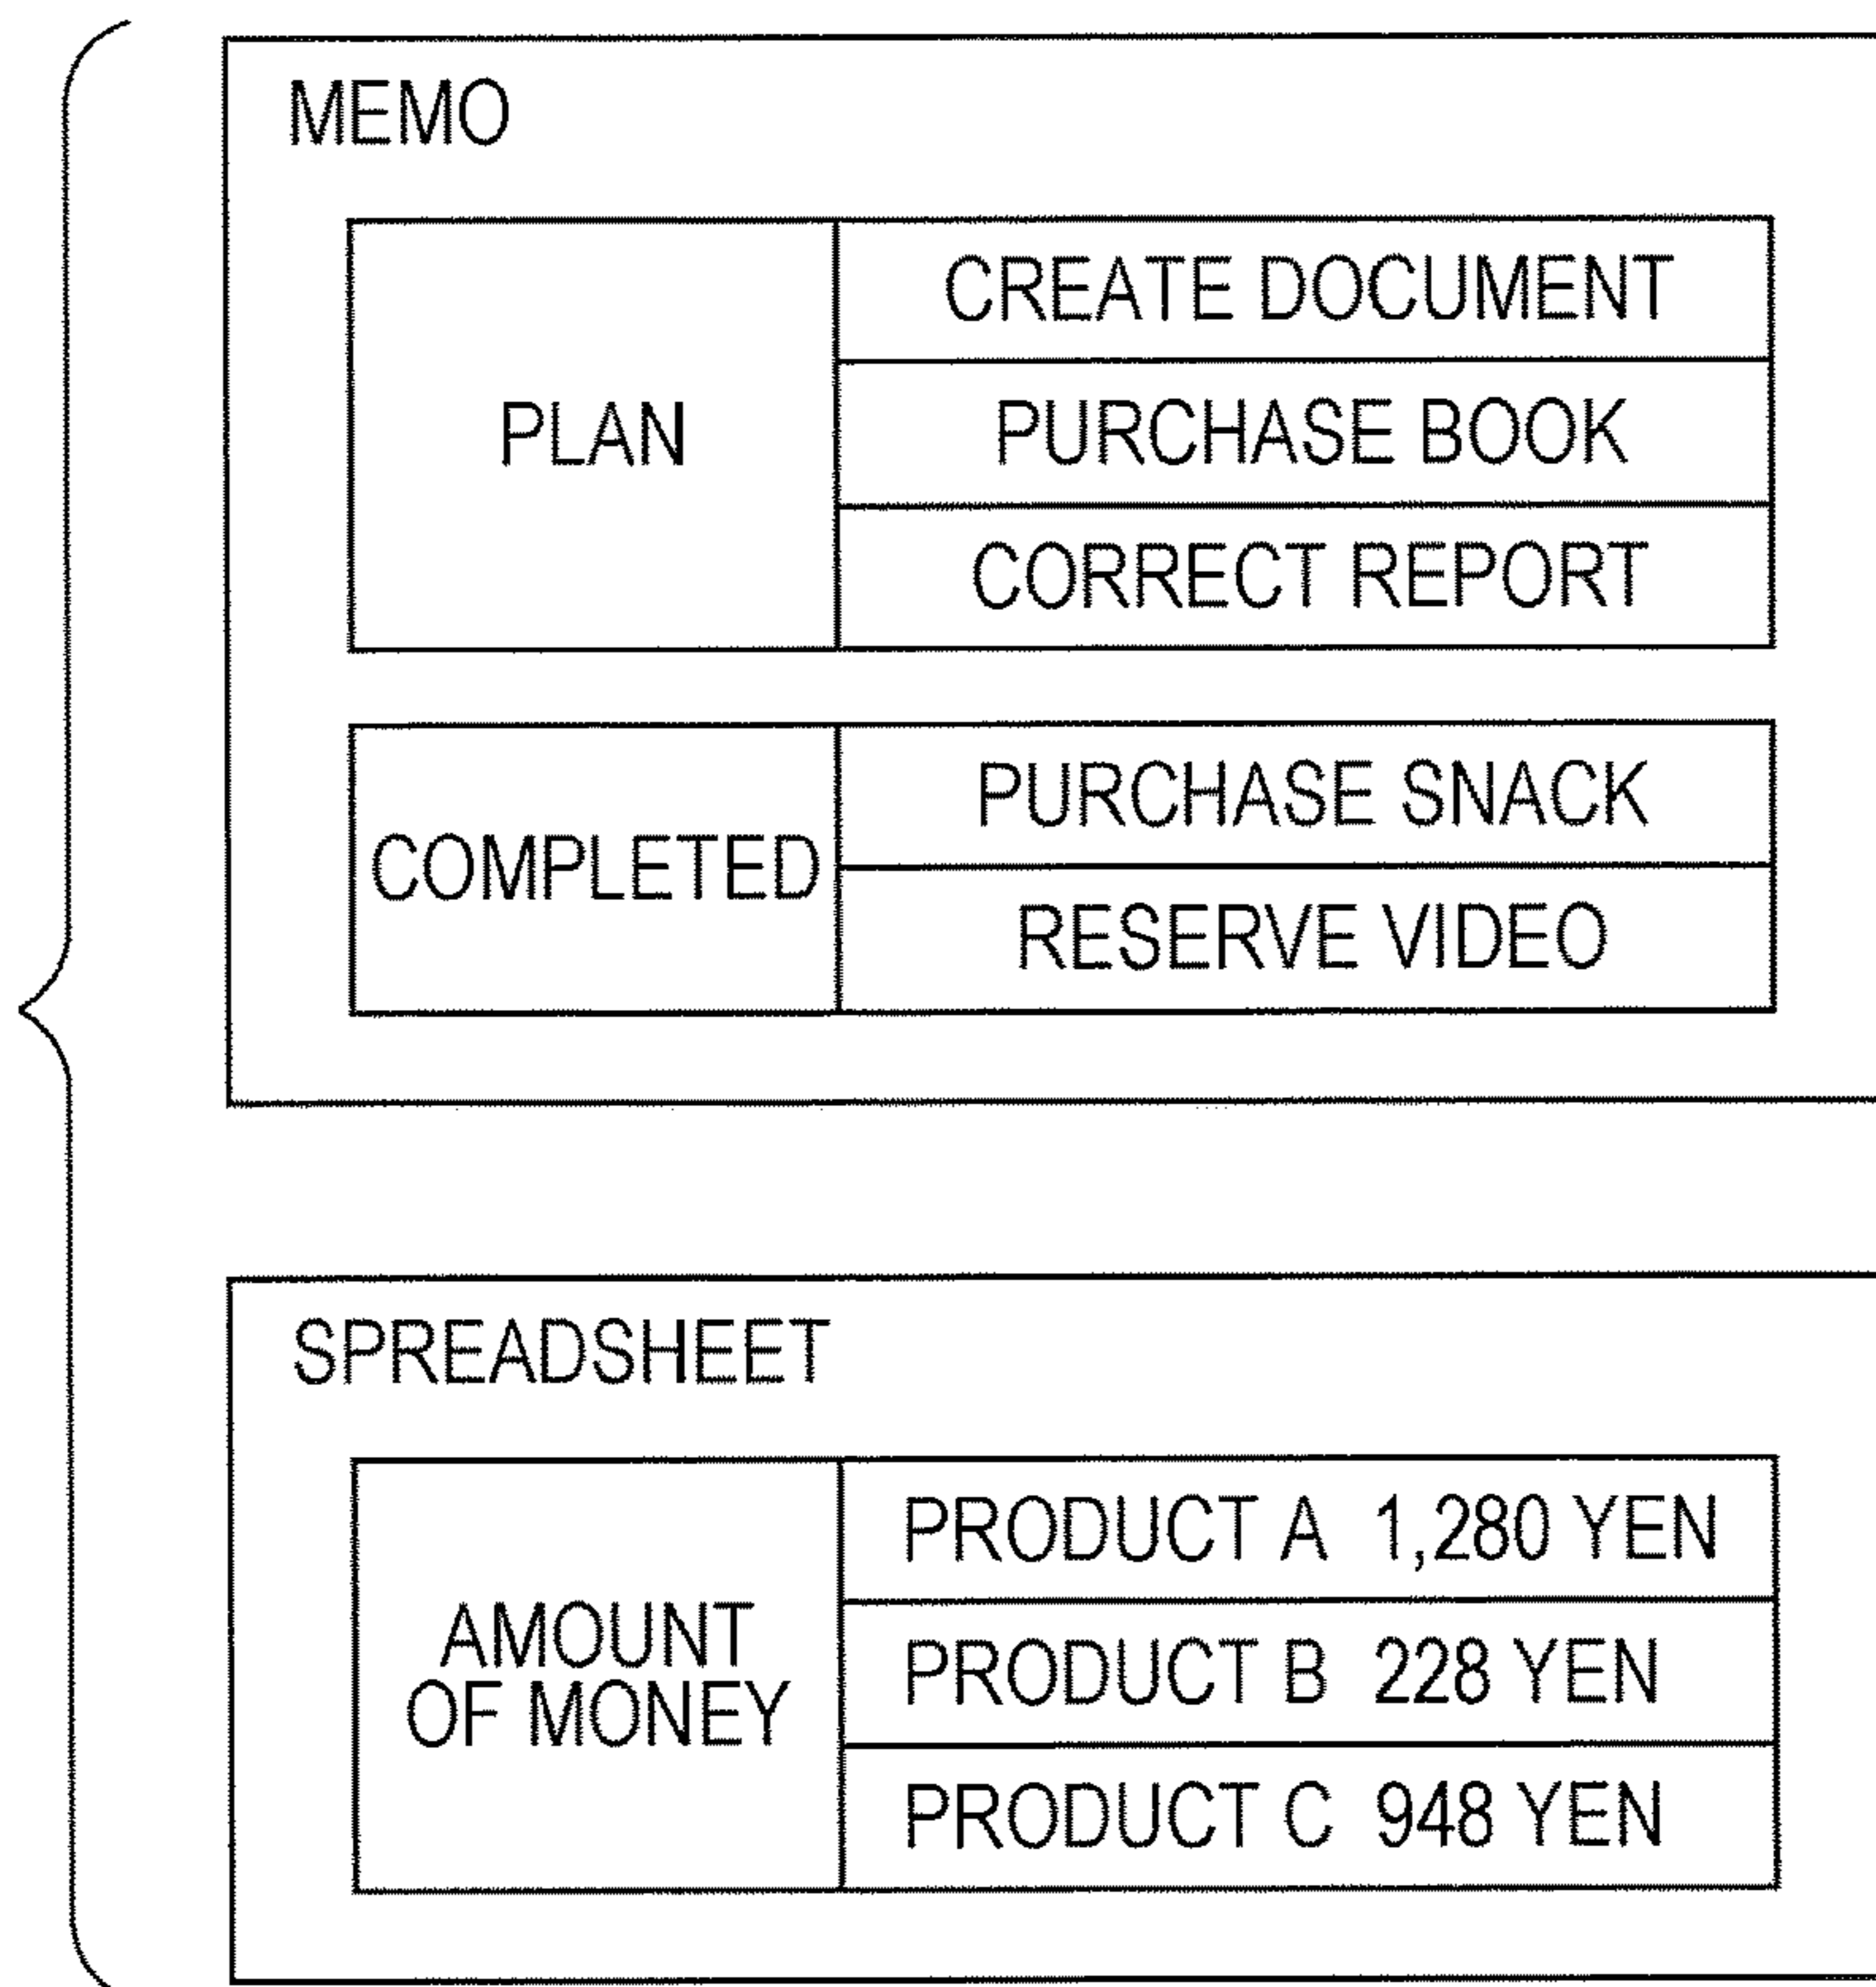 MEMO
PLAN
CREATE DOCUMENT
PURCHASE BOOK
CORRECT REPORT
COMPLETED
PURCHASE SNACK
RESERVE VIDEO
SPREADSHEET
AMOUNT
OF MONEY
PRODUCT A 1,280 YEN
PRODUCT B 228 YEN
PRODUCT C 948 YEN